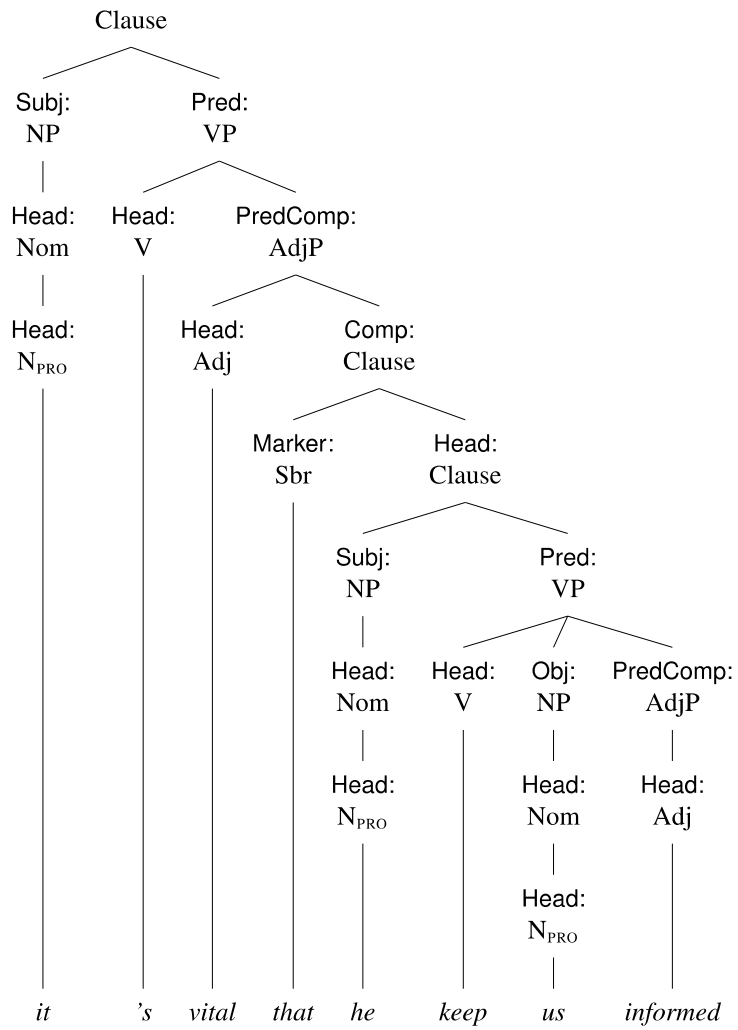 Clause
Subj: Pred:
NP VP
Head: Head: PredComp:
Nom V AdjP
Head: Head: Comp:
NPRO Adj Clause
Marker: Head:
Sbr Clause
Subj: Pred:
NP VP
Head: Head: Obj: PredComp:
Nom V NP AdjP
Head: Head: Head:
NPRO Nom Adj
Head:
NPRO
it 's vital that he keep us informed